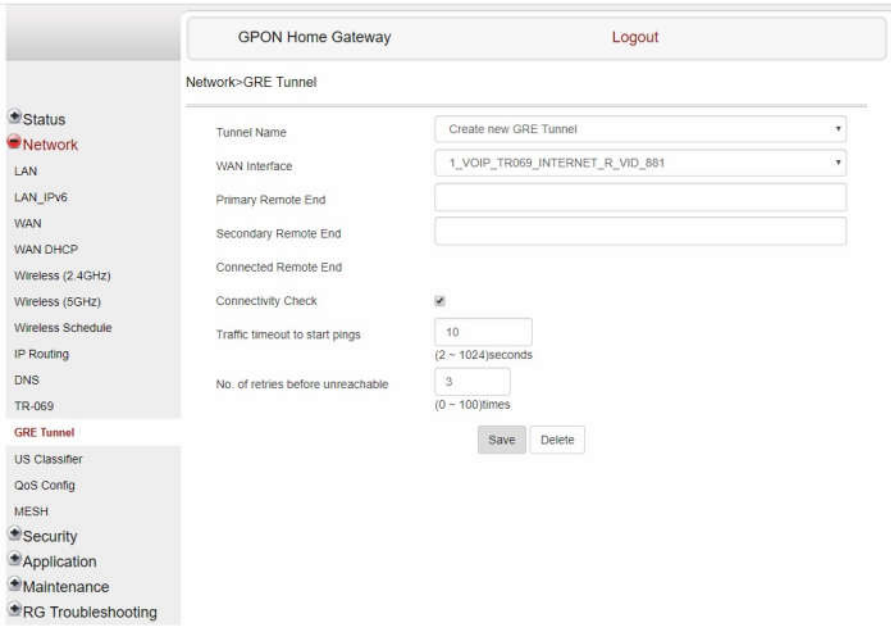 GPON Home Gateway
Logout
Network>GRE Tunnel
Status
Network
LAN
LAN_IPv6
WAN
WAN DHCP
Wireless (2.4GHz)
Wireless (5GHz)
Wireless Schedule
IP Routing
DNS
TR-069
GRE Tunnel
US Classifier
QoS Config
MESH
Security
Application
Maintenance
RG Troubleshooting
Tunnel Name
Create new GRE Tunnel
WAN Interface
1_VOIP_TR069_INTERNET_R_VID_881
Primary Remote End
Secondary Remote End
Connected Remote End
Connectivity Check
Traffic timeout to start pings
10
(2 ~ 1024)seconds
No. of retries before unreachable
3
(0 ~ 100)times
Save
Delete